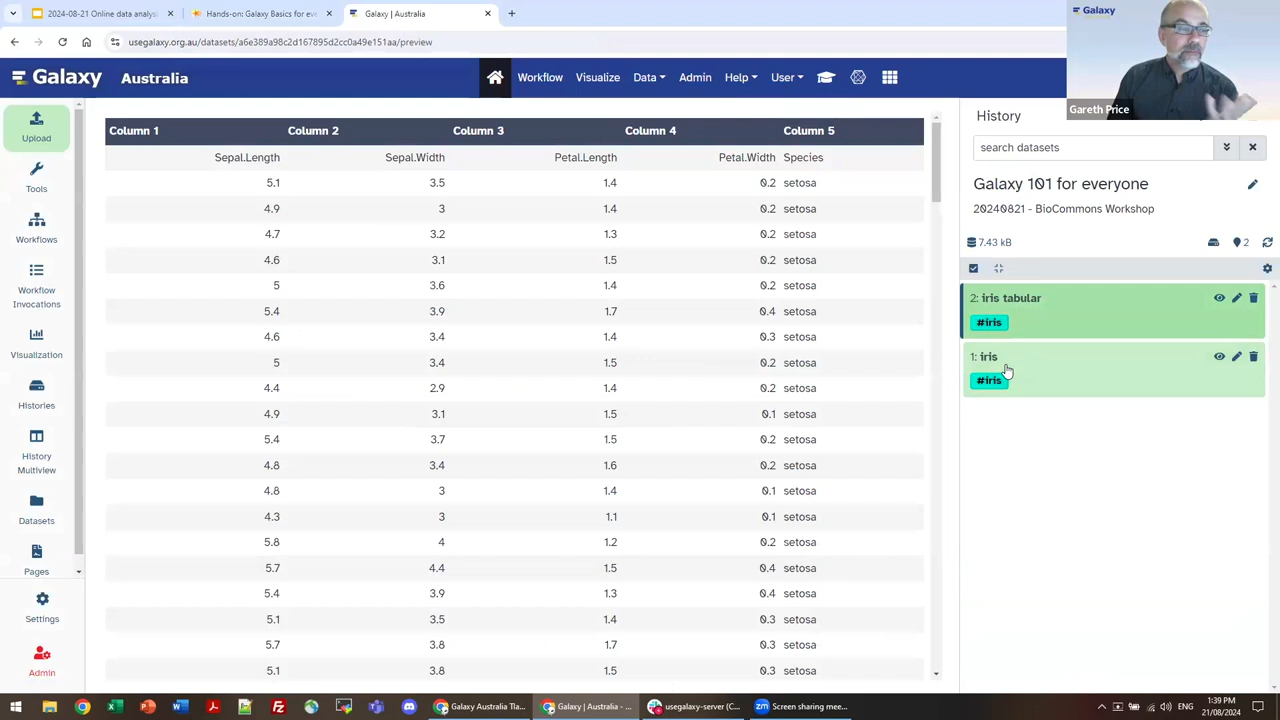 2024-08-21 Online data analysi
Hands-on: Galaxy Basics for ev
Galaxy | Australia
usegalaxy.org.au/datasets/a6e389a98c2d167895d2cc0a49e151aa/preview
Galaxy Australia
Workflow Visualize Data Admin Help User
Galaxy
Gareth Price
Upload
Tools
Workflows
Workflow
Invocations
Visualization
Histories
History
Multiview
Datasets
Pages
Settings
Admin
Column 1 Column 2 Column 3 Column 4 Column 5
Sepal.Length Sepal.Width Petal.Length Petal.Width Species
5.1 3.5 1.4 0.2 setosa
4.9 3 1.4 0.2 setosa
4.7 3.2 1.3 0.2 setosa
4.6 3.1 1.5 0.2 setosa
5 3.6 1.4 0.2 setosa
5.4 3.9 1.7 0.4 setosa
4.6 3.4 1.4 0.3 setosa
5 3.4 1.5 0.2 setosa
4.4 2.9 1.4 0.2 setosa
4.9 3.1 1.5 0.1 setosa
5.4 3.7 1.5 0.2 setosa
4.8 3.4 1.6 0.2 setosa
4.8 3 1.4 0.1 setosa
4.3 3 1.1 0.1 setosa
5.8 4 1.2 0.2 setosa
5.7 4.4 1.5 0.4 setosa
5.4 3.9 1.3 0.4 setosa
5.1 3.5 1.4 0.3 setosa
5.7 3.8 1.7 0.3 setosa
5.1 3.8 1.5 0.3 setosa
History
search datasets
Galaxy 101 for everyone
20240821 - BioCommons Workshop
7.43 kB 2
2: iris tabular
#iris
1: iris
#iris
Galaxy Australia Tla...
Galaxy | Australia - ...
usegalaxy-server (C...
Screen sharing mee...
ENG
1:39 PM
21/08/2024